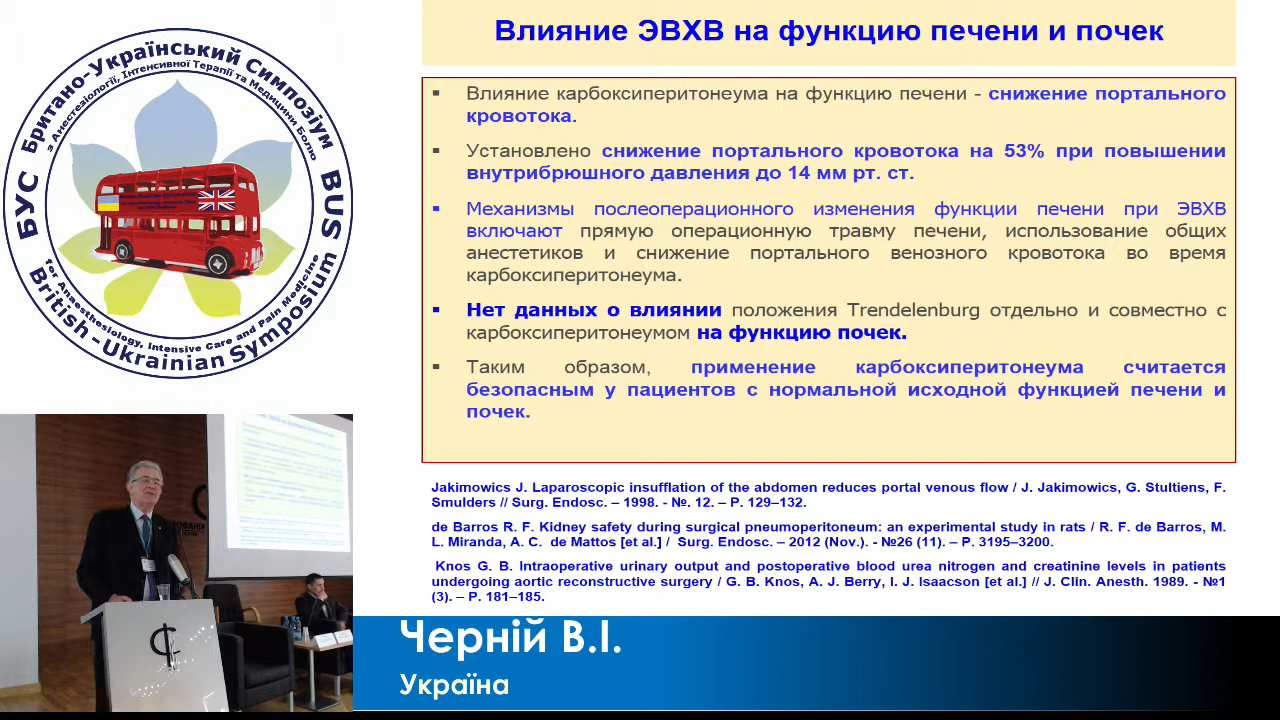 Британо-Український Симпозіум
з Анестезіології, Інтенсивної Терапії та Медицини Болю
БУС
BUS
for Anaesthesiology, Intensive Care and Pain Medicine
British -Ukrainian Symposium
Влияние ЭВХВ на функцию печени и почек
▪ Влияние карбоксиперитонеума на функцию печени - снижение портального
кровотока.
▪ Установлено снижение портального кровотока на 53% при повышении
внутрибрюшного давления до 14 мм рт. ст.
▪ Механизмы послеоперационного изменения функции печени при ЭВХВ
включают прямую операционную травму печени, использование общих
анестетиков и снижение портального венозного кровотока во время
карбоксиперитонеума.
▪ Нет данных о влиянии положения Trendelenburg отдельно и совместно с
карбоксиперитонеумом на функцию почек.
▪ Таким образом, применение карбоксиперитонеума считается
безопасным у пациентов с нормальной исходной функцией печени и
почек.
Jakimowics J. Laparoscopic insufflation of the abdomen reduces portal venous flow / J. Jakimowics, G. Stultiens, F.
Smulders // Surg. Endosc. – 1998. - №. 12. – P. 129–132.
de Barros R. F. Kidney safety during surgical pneumoperitoneum: an experimental study in rats / R. F. de Barros, M.
L. Miranda, A. C. de Mattos [et al.] / Surg. Endosc. – 2012 (Nov.). - №26 (11). – P. 3195–3200.
Knos G. B. Intraoperative urinary output and postoperative blood urea nitrogen and creatinine levels in patients
undergoing aortic reconstructive surgery / G. B. Knos, A. J. Berry, I. J. Isaacson [et al.] // J. Clin. Anesth. 1989. - №1
(3). – P. 181–185.
Черній В.І.
Україна